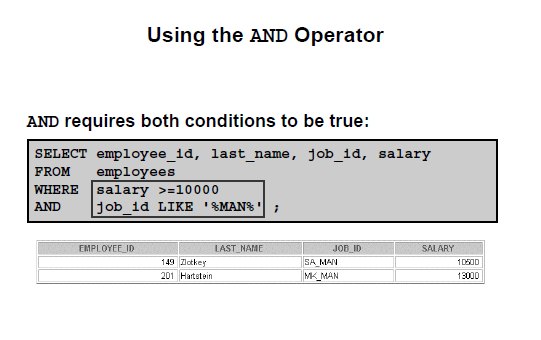 Using the AND Operator
AND requires both conditions to be true:
SELECT employee_id, last_name, job_id, salary
FROM employees
WHERE salary >=10000
AND job_id LIKE '%MAN%' ;
EMPLOYEE_ID LAST_NAME JOB_ID SALARY
149 Zlotkey SA_MAN 10500
201 Hartstein MK_MAN 13000